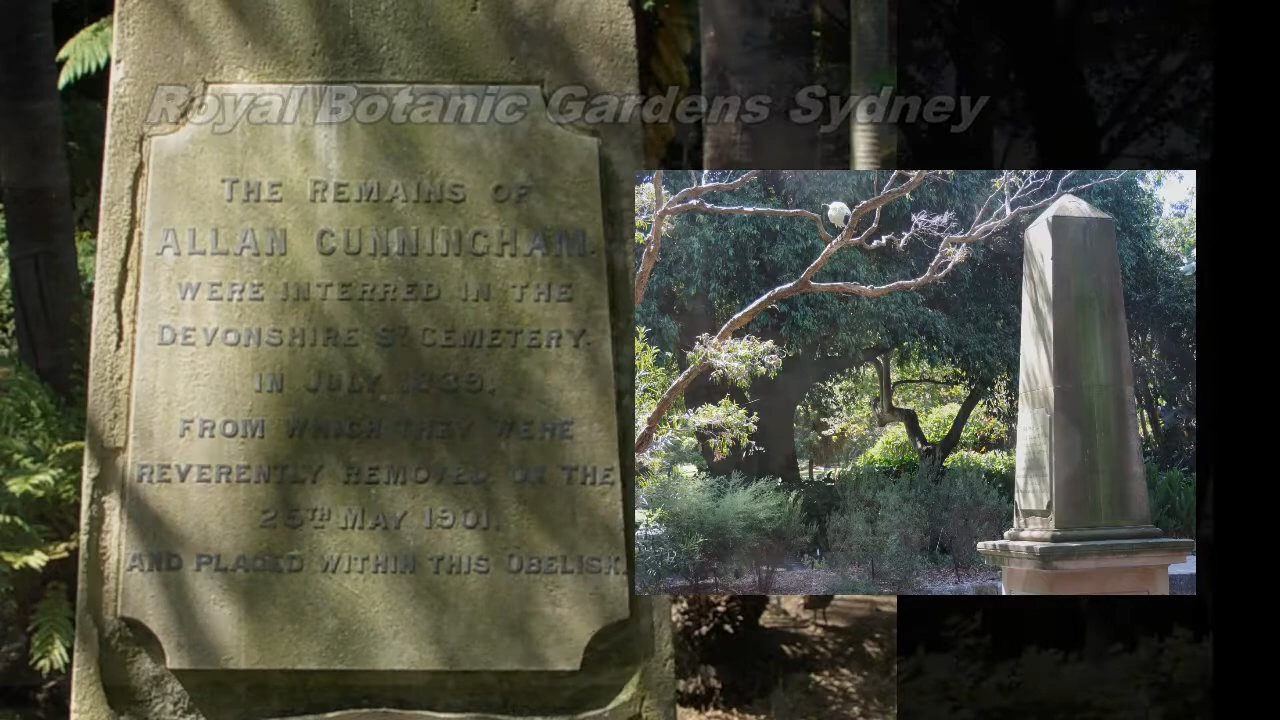 Royal Botanic Gardens Sydney
THE REMAINS OF
ALLAN CUNNINGHAM.
WERE INTERRED IN THE
DEVONSHIRE ST CEMETERY.
IN JULY 1839,
FROM WHICH THEY WERE
REVERENTLY REMOVED ON THE
25TH MAY 1901,
AND PLACED WITHIN THIS OBELISK.